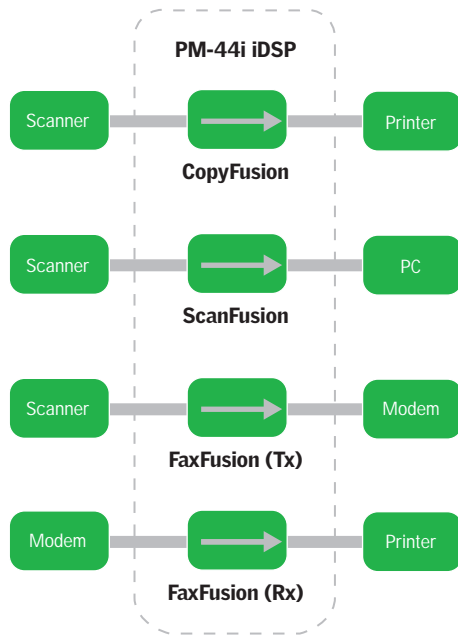 PM-44i iDSP
Scanner
Printer
CopyFusion
Scanner
PC
ScanFusion
Scanner
Modem
FaxFusion (Tx)
Modem
Printer
FaxFusion (Rx)